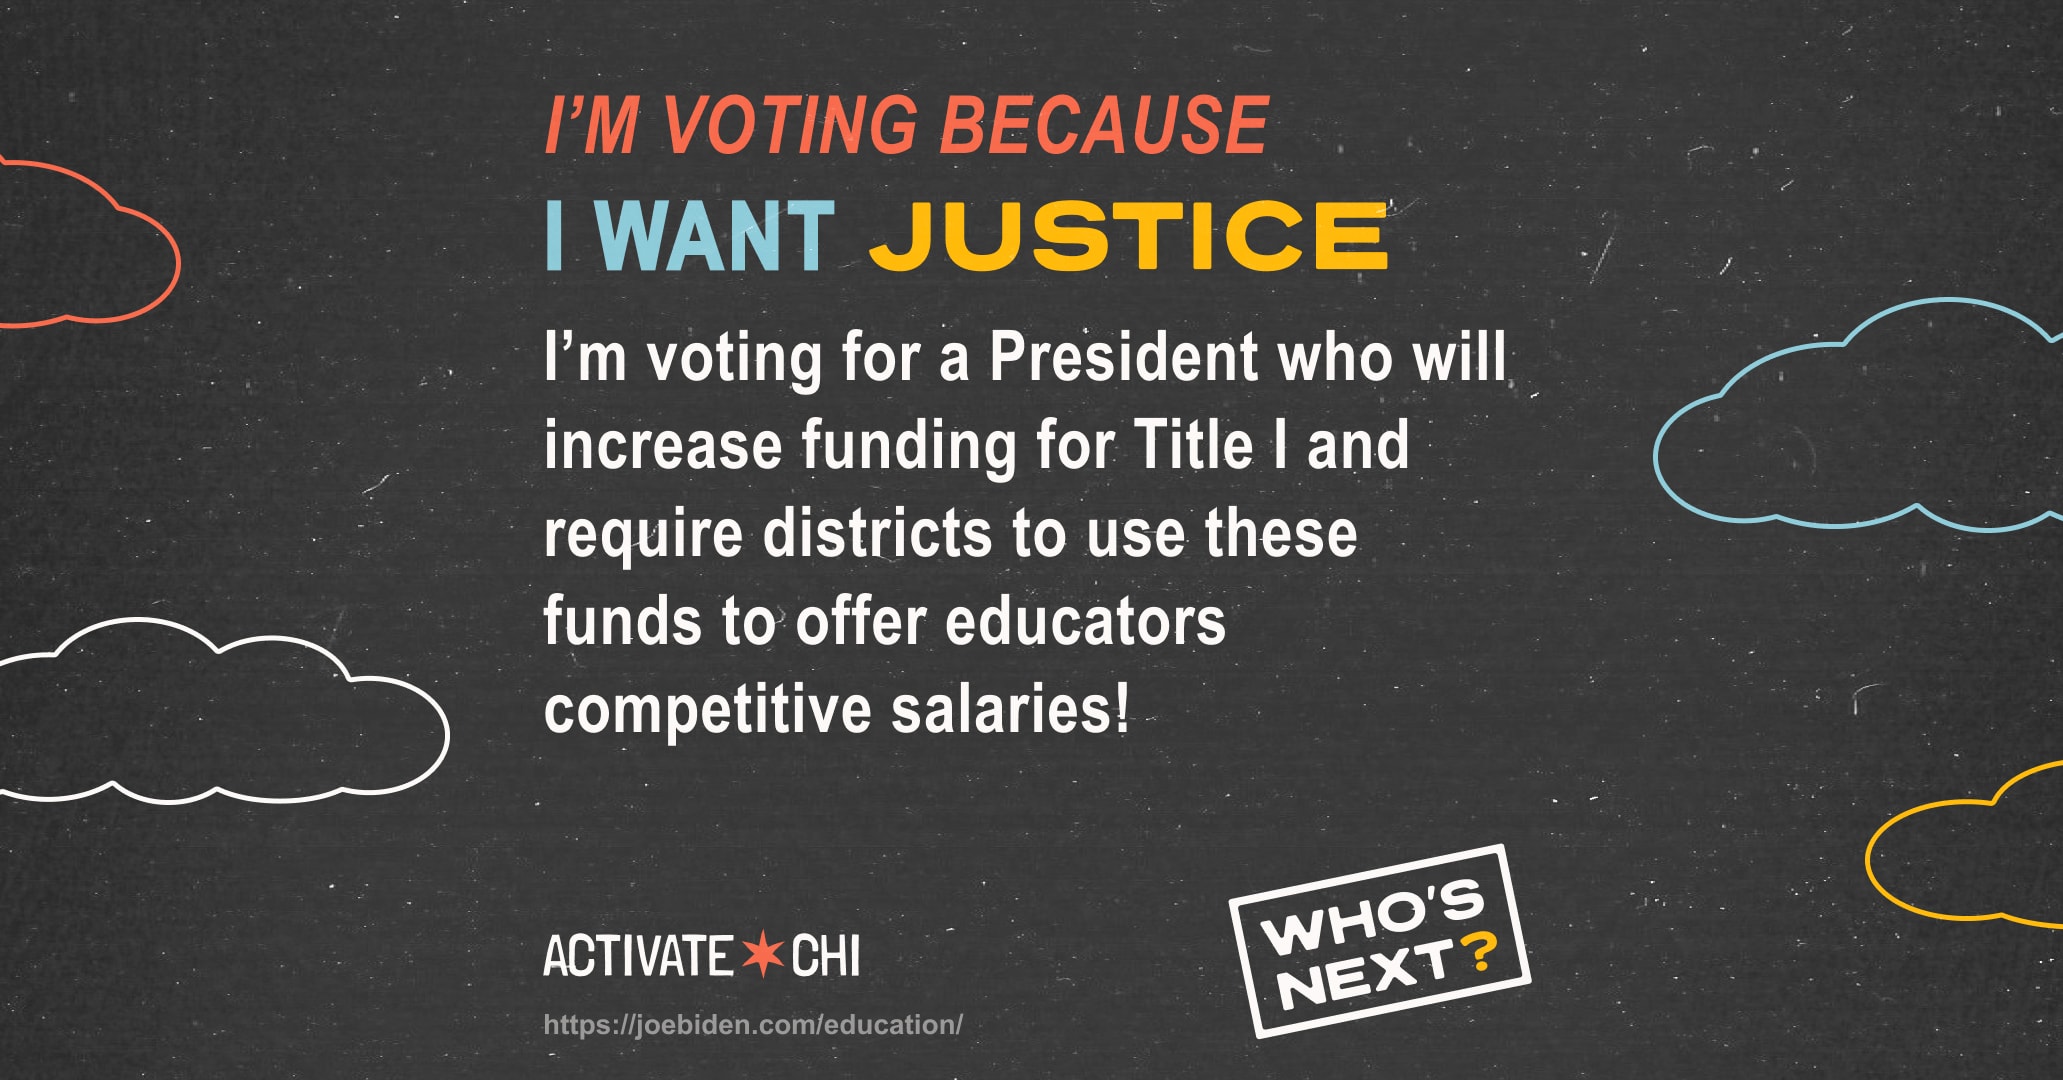 I’M VOTING BECAUSE
I WANT JUSTICE
I’m voting for a President who will
increase funding for Title I and
require districts to use these
funds to offer educators
competitive salaries!
ACTIVATE CHI
https://joebiden.com/education/
WHO'S
NEXT?